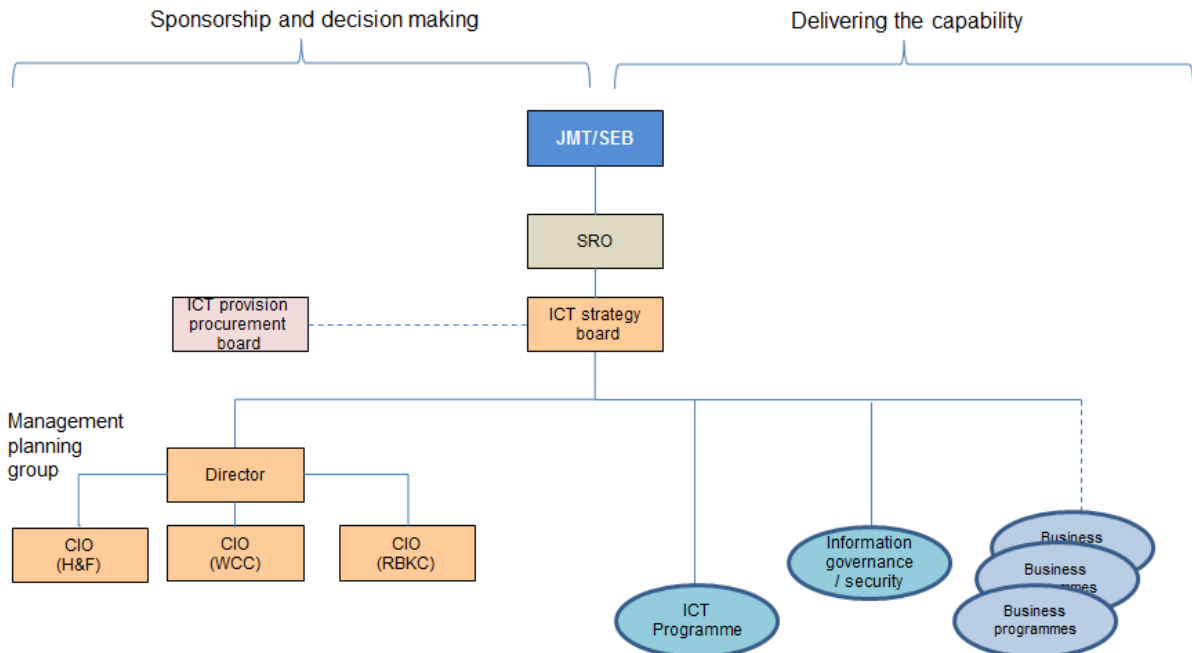 Sponsorship and decision making
Delivering the capability
JMT/SEB
SRO
ICT provision
procurement
board
ICT strategy
board
Management
planning
group
Director
CIO
(H&F)
CIO
(WCC)
CIO
(RBKC)
Information
governance
/ security
ICT
Programme
Business
Business
mmes
Business
programmes